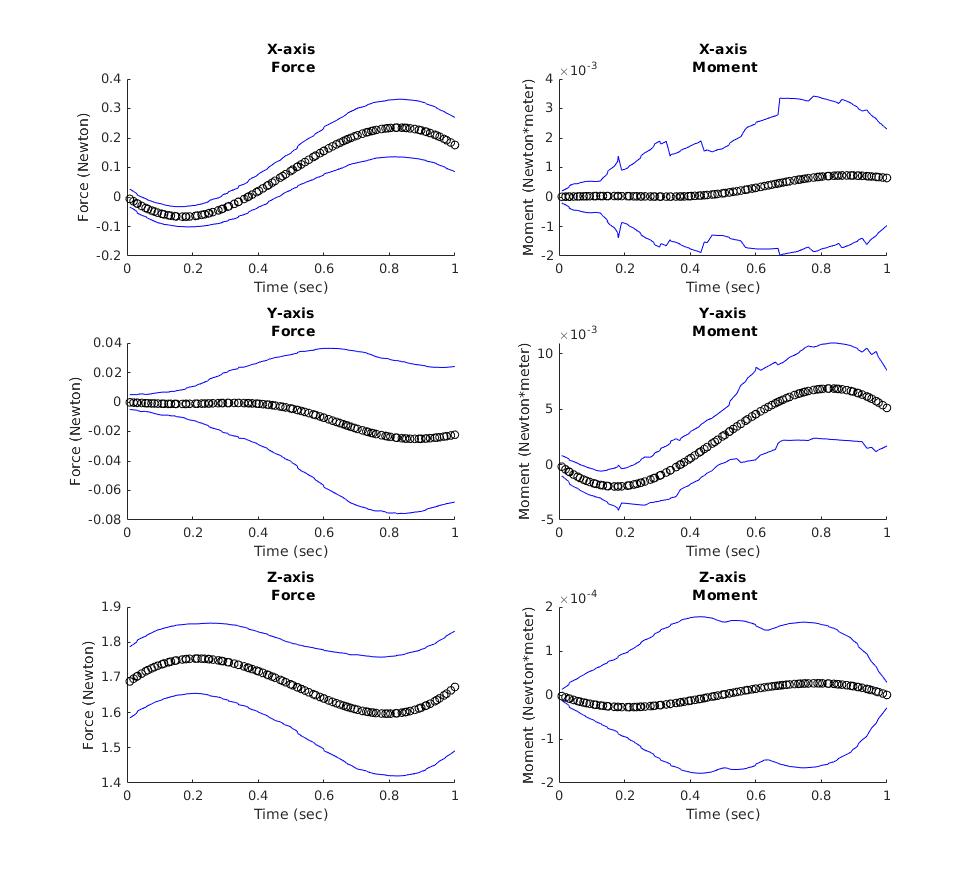 X-axis
Force
0.4
0.3
0.2
0.1
0
-0.1
-0.2
Force (Newton)
0 0.2 0.4 0.6 0.8 1
Time (sec)
X-axis
Moment
×10-3
4
3
2
1
0
-1
-2
Moment (Newton*meter)
0 0.2 0.4 0.6 0.8 1
Time (sec)
Y-axis
Force
0.04
0.02
0
-0.02
-0.04
-0.06
-0.08
Force (Newton)
0 0.2 0.4 0.6 0.8 1
Time (sec)
Y-axis
Moment
×10-3
10
5
0
-5
Moment (Newton*meter)
0 0.2 0.4 0.6 0.8 1
Time (sec)
Z-axis
Force
1.9
1.8
1.7
1.6
1.5
1.4
Force (Newton)
0 0.2 0.4 0.6 0.8 1
Time (sec)
Z-axis
Moment
×10-4
2
1
0
-1
-2
Moment (Newton*meter)
0 0.2 0.4 0.6 0.8 1
Time (sec)